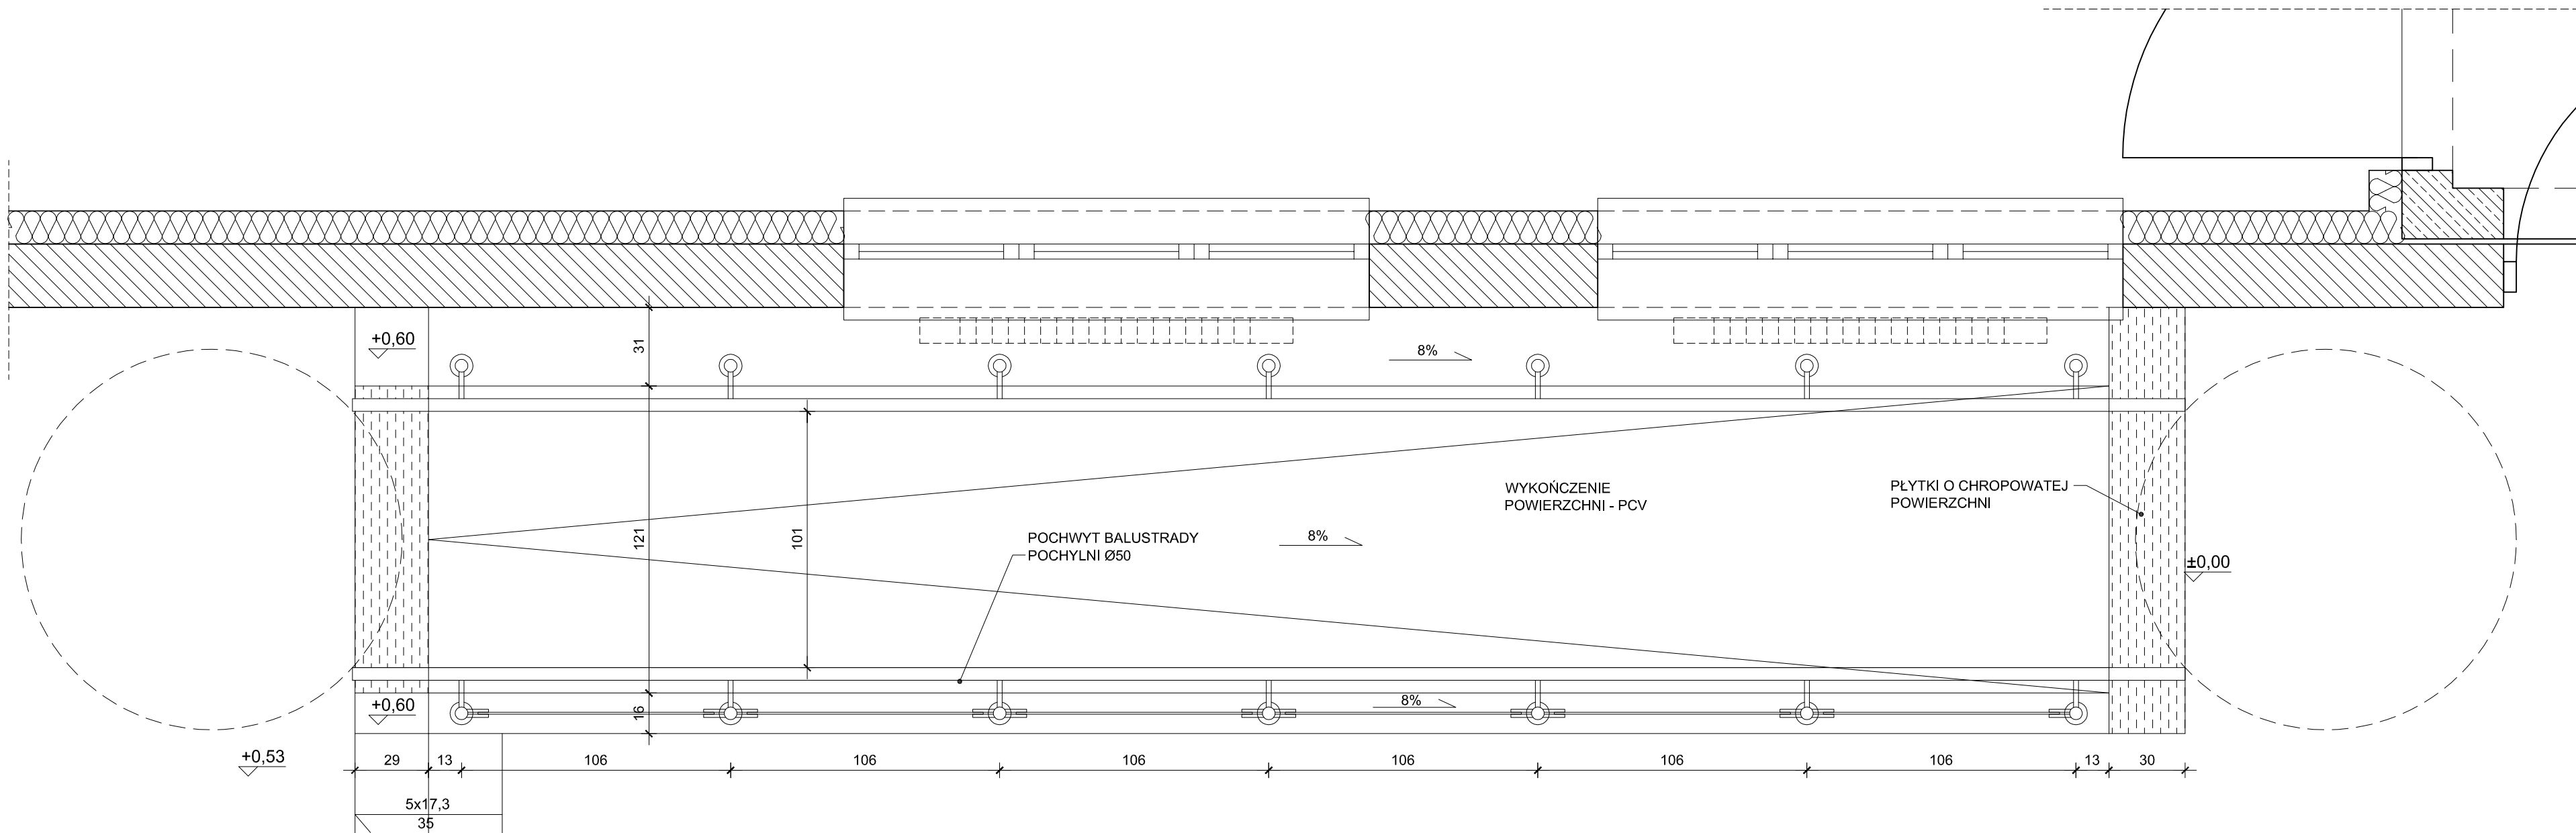 +0,60
31
8%
WYKOŃCZENIE
POWIERZCHNI - PCV
PŁYTKI O CHROPOWATEJ
POWIERZCHNI
121
101
POCHWYT BALUSTRADY
POCHYLNI Ø50
8%
±0,00
+0,60
16
8%
+0,53
29 13 106 106 106 106 106 106 13 30
5x17,3
35